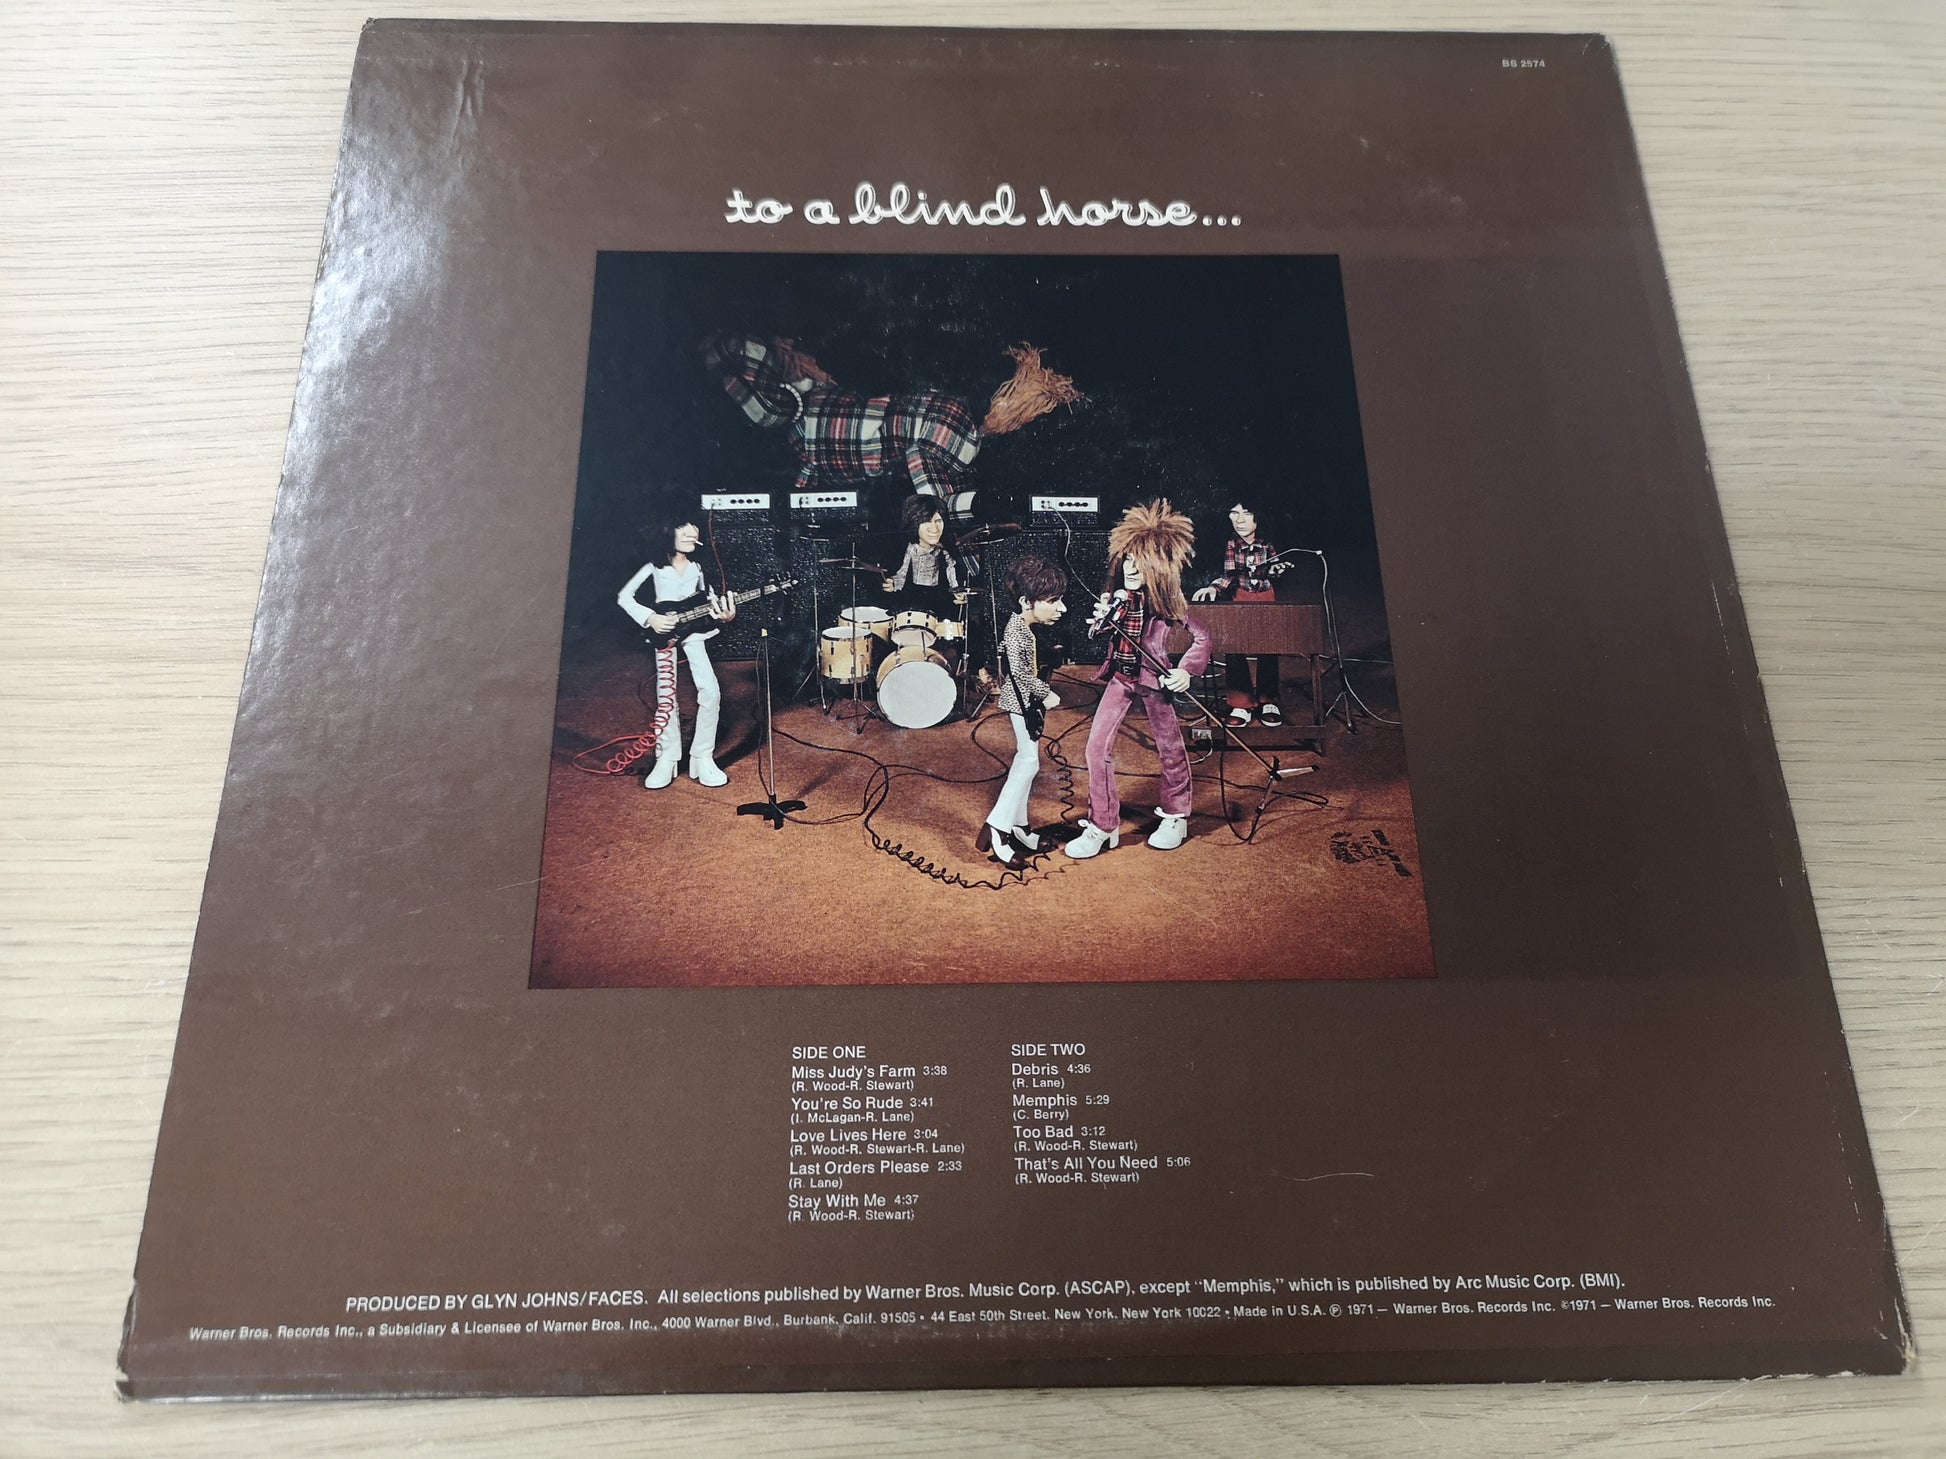 BS 2574
to a blind horse...
SIDE ONE
Miss Judy's Farm 3:38
(R. Wood-R. Stewart)
You're So Rude 3:41
(I. McLagan-R. Lane)
Love Lives Here 3:04
(R. Wood-R. Stewart-R. Lane)
Last Orders Please 2:33
(R. Lane)
Stay With Me 4:37
(R. Wood-R. Stewart)
SIDE TWO
Debris 4:36
(R. Lane)
Memphis 5:29
(C. Berry)
Too Bad 3:12
(R. Wood-R. Stewart)
That's All You Need 5:06
(R. Wood-R. Stewart)
PRODUCED BY GLYN JOHNS/FACES. All selections published by Warner Bros. Music Corp. (ASCAP), except "Memphis," which is published by Arc Music Corp. (BMI).
Warner Bros. Records Inc., a Subsidiary & Licensee of Warner Bros. Inc., 4000 Warner Blvd., Burbank, Calif. 91505 • 44 East 50th Street, New York, New York 10022 • Made in U.S.A. ℗ 1971 — Warner Bros. Records Inc. ©1971 — Warner Bros. Records Inc.